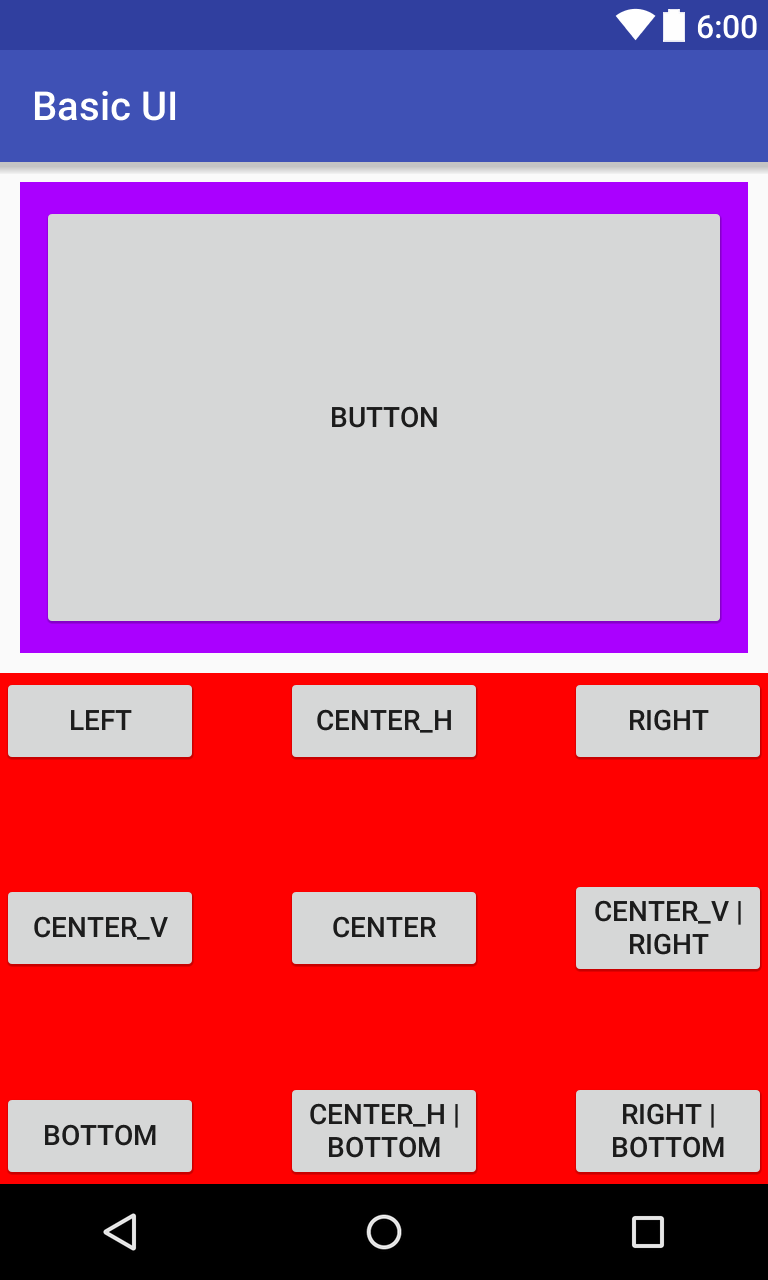 6:00
Basic UI
BUTTON
LEFT
CENTER_H
RIGHT
CENTER_V
CENTER
CENTER_V |
RIGHT
BOTTOM
CENTER_H |
BOTTOM
RIGHT |
BOTTOM